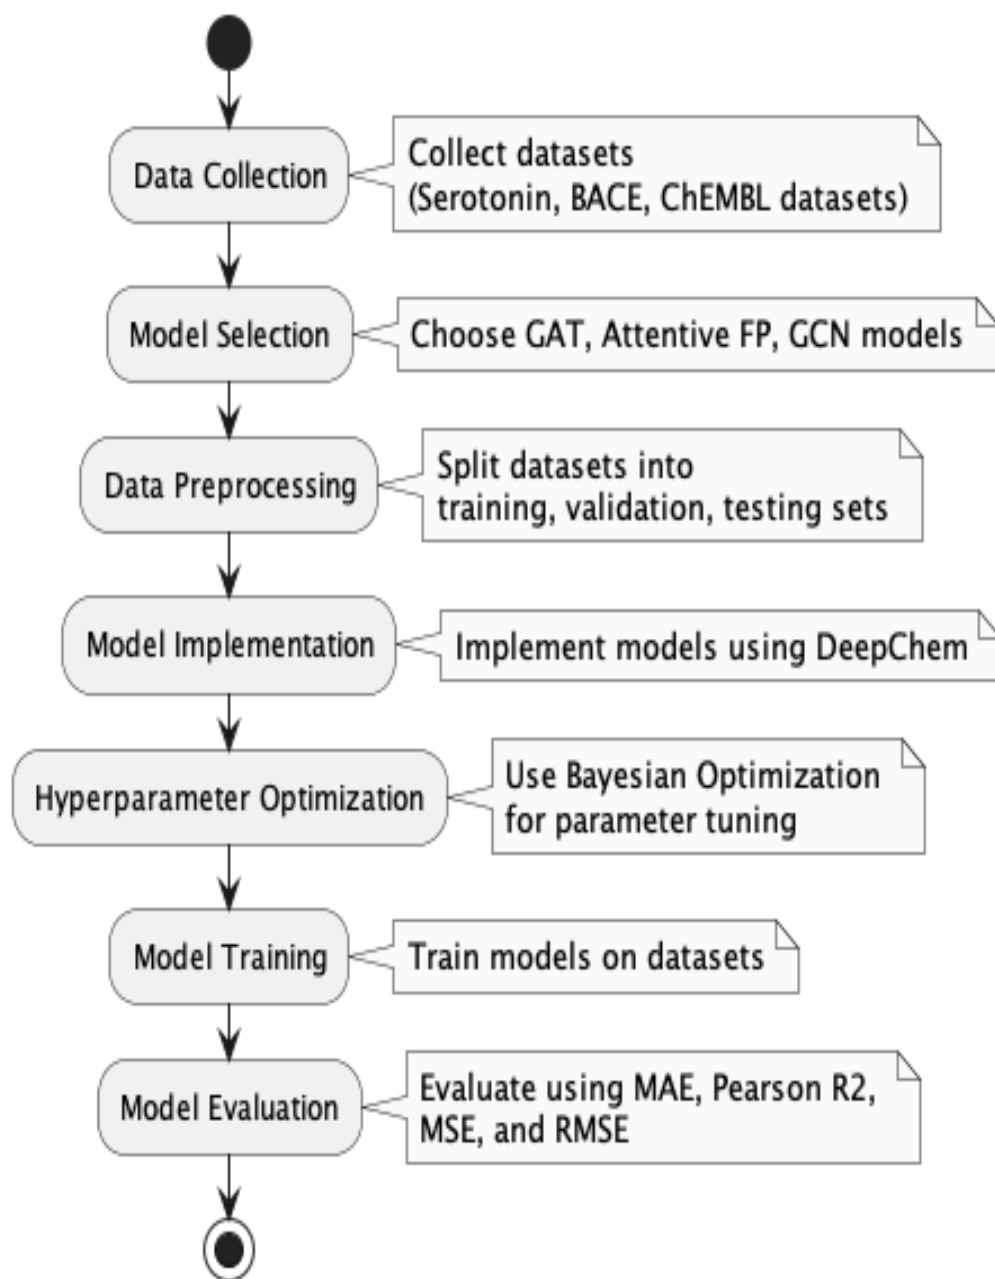 Data Collection
Collect datasets
(Serotonin, BACE, ChEMBL datasets)
Model Selection
Choose GAT, Attentive FP, GCN models
Data Preprocessing
Split datasets into
training, validation, testing sets
Model Implementation
Implement models using DeepChem
Hyperparameter Optimization
Use Bayesian Optimization
for parameter tuning
Model Training
Train models on datasets
Model Evaluation
Evaluate using MAE, Pearson R2,
MSE, and RMSE